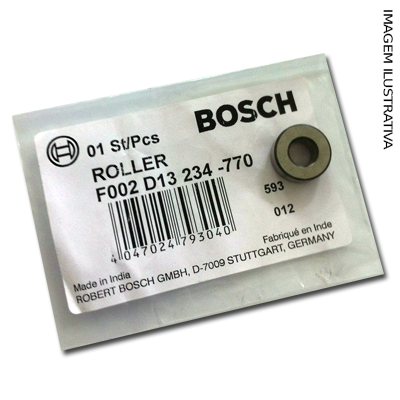 IMAGEM ILUSTRATIVA
BOSCH
01 St/Pcs
ROLLER
F002 D13 234 -770
593
012
4 047024 793040
Fabriqué en Inde
Made in India
ROBERT BOSCH GMBH, D-7009 STUTTGART, GERMANY